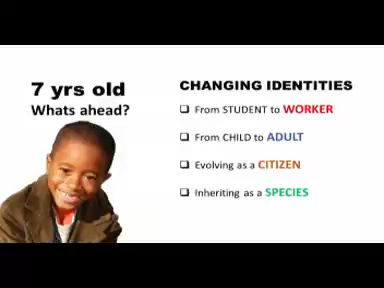 7 yrs old
Whats ahead?
CHANGING IDENTITIES
From STUDENT to WORKER
From CHILD to ADULT
Evolving as a CITIZEN
Inheriting as a SPECIES